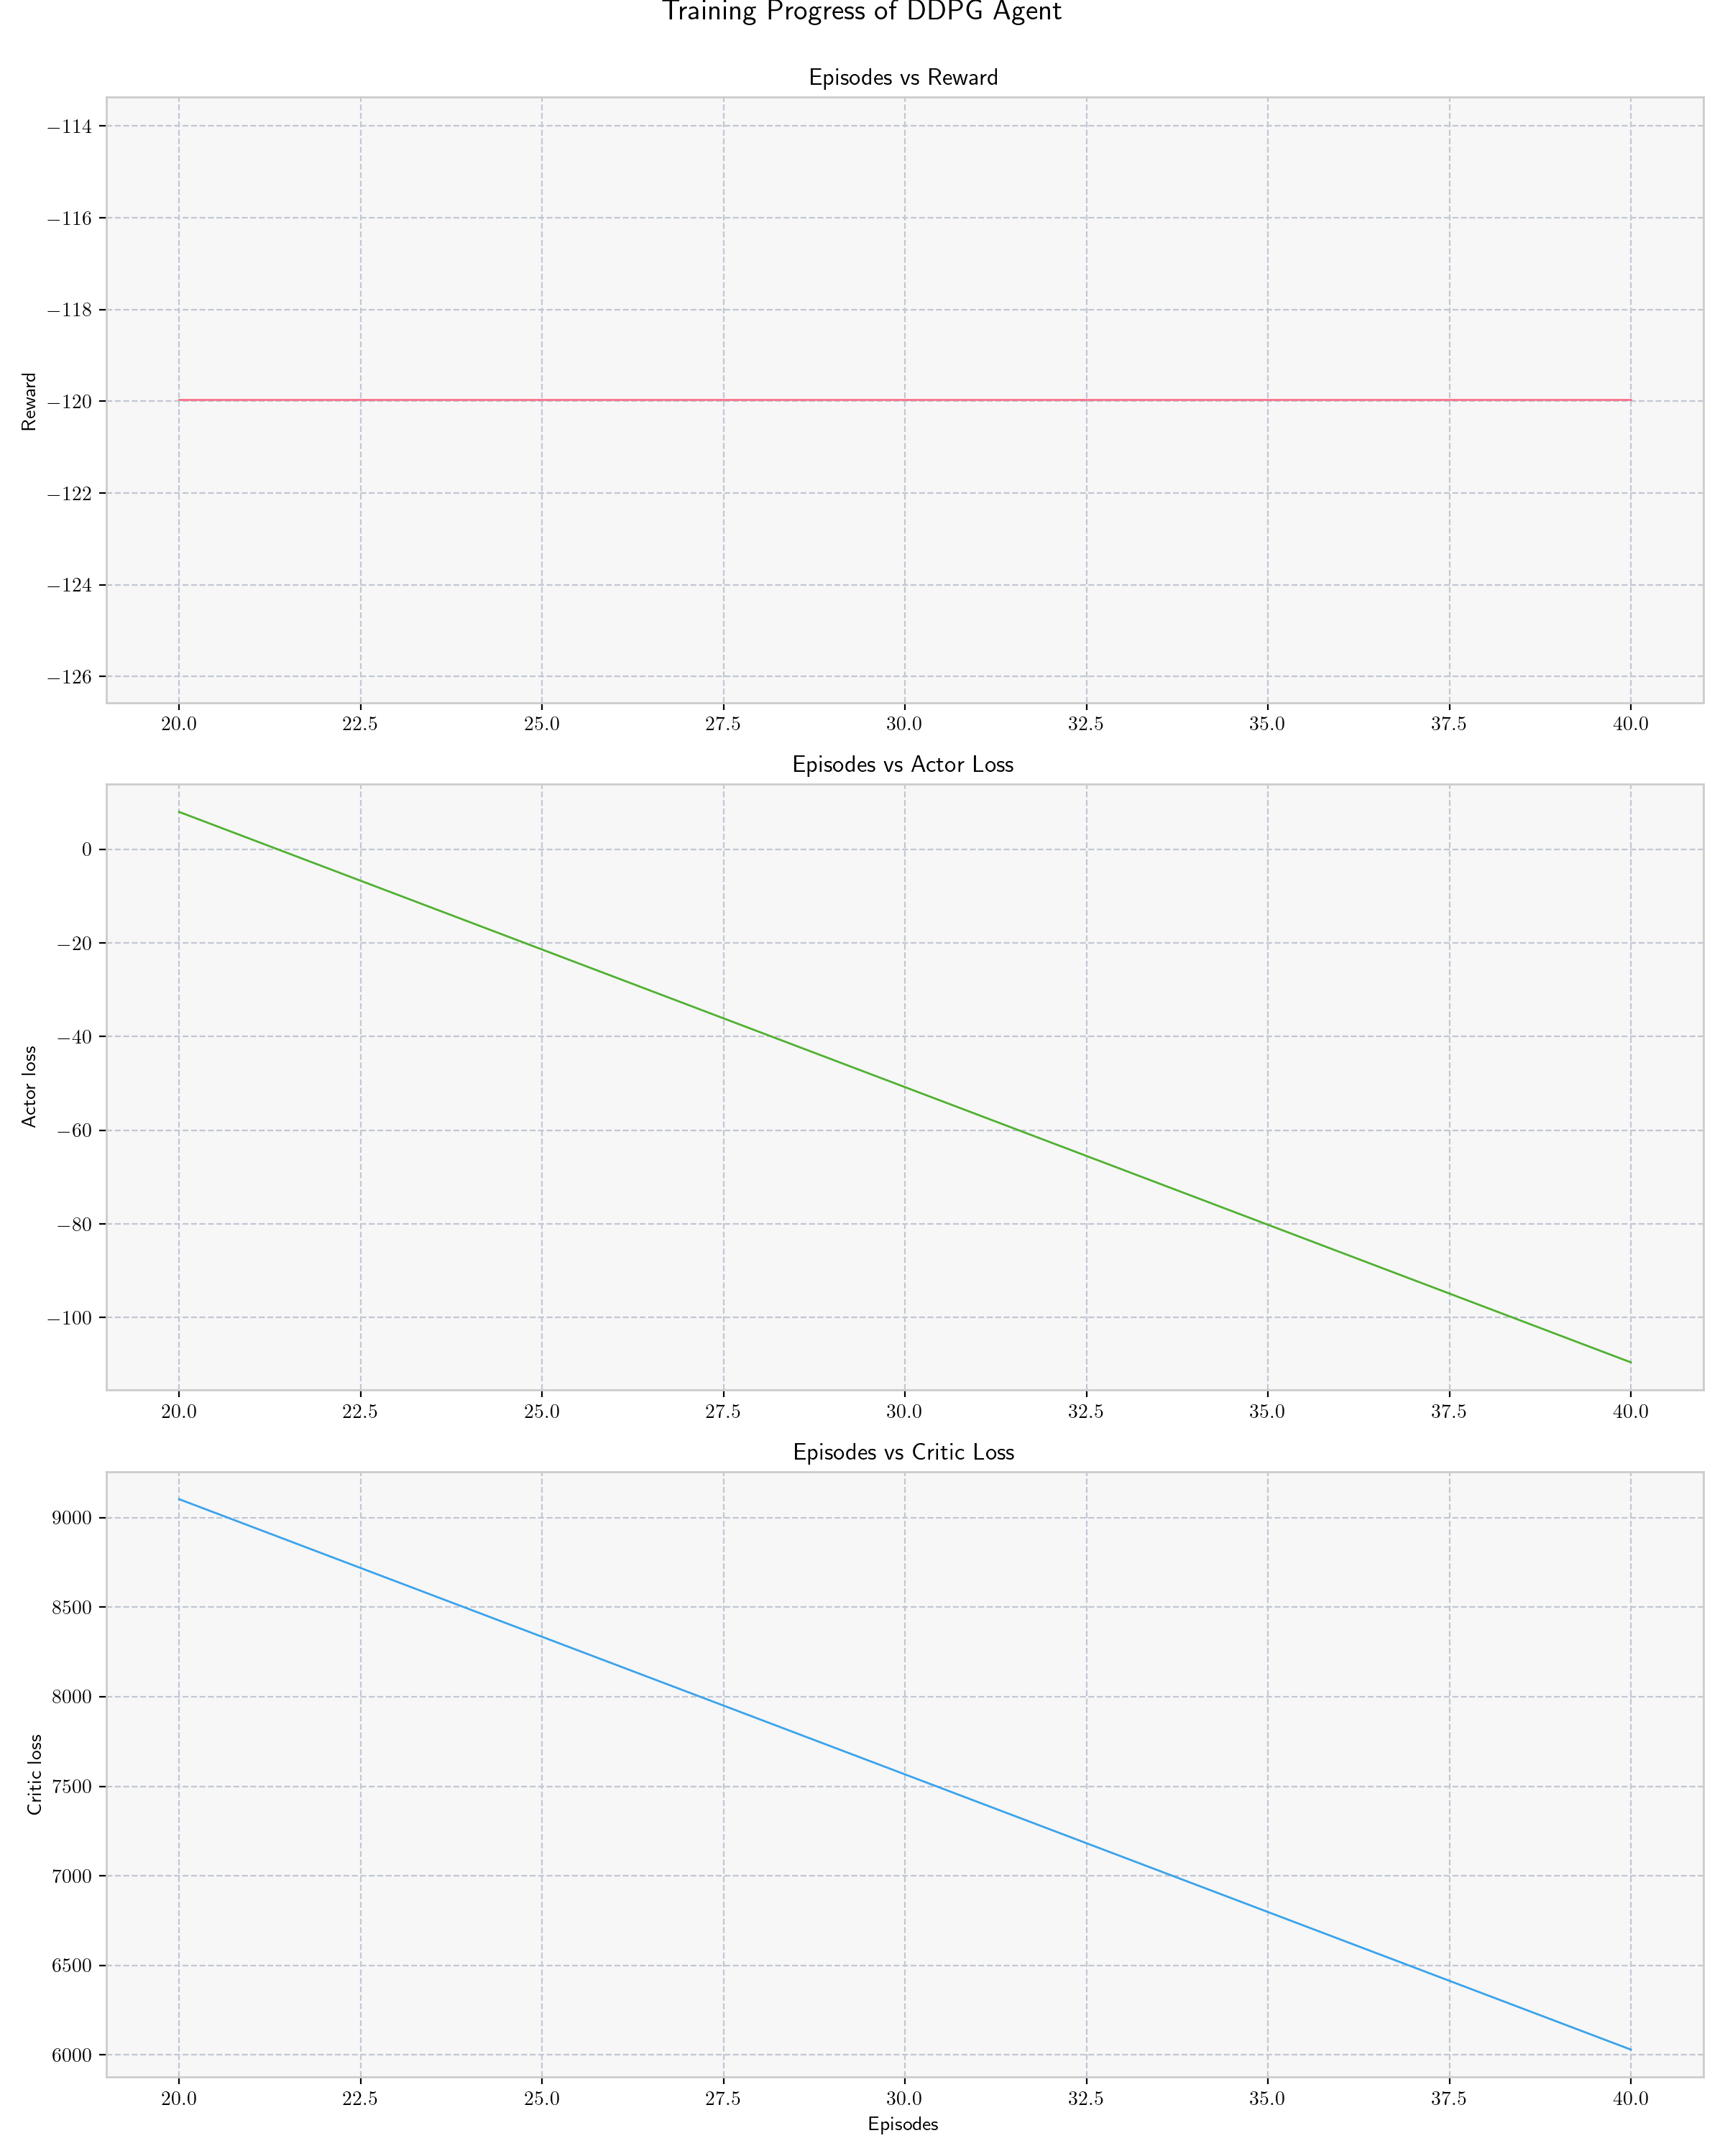 Training Progress of DDPG Agent
Episodes vs Reward
Reward
−114
−116
−118
−120
−122
−124
−126
20.0 22.5 25.0 27.5 30.0 32.5 35.0 37.5 40.0
Episodes vs Actor Loss
Actor loss
0
−20
−40
−60
−80
−100
20.0 22.5 25.0 27.5 30.0 32.5 35.0 37.5 40.0
Episodes vs Critic Loss
Critic loss
9000
8500
8000
7500
7000
6500
6000
20.0 22.5 25.0 27.5 30.0 32.5 35.0 37.5 40.0
Episodes